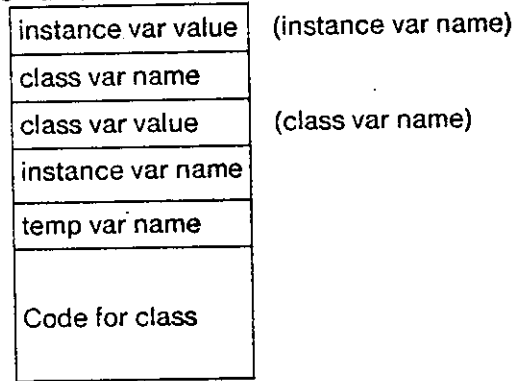 instance var value (instance var name)
class var name
class var value (class var name)
instance var name
temp var name
Code for class